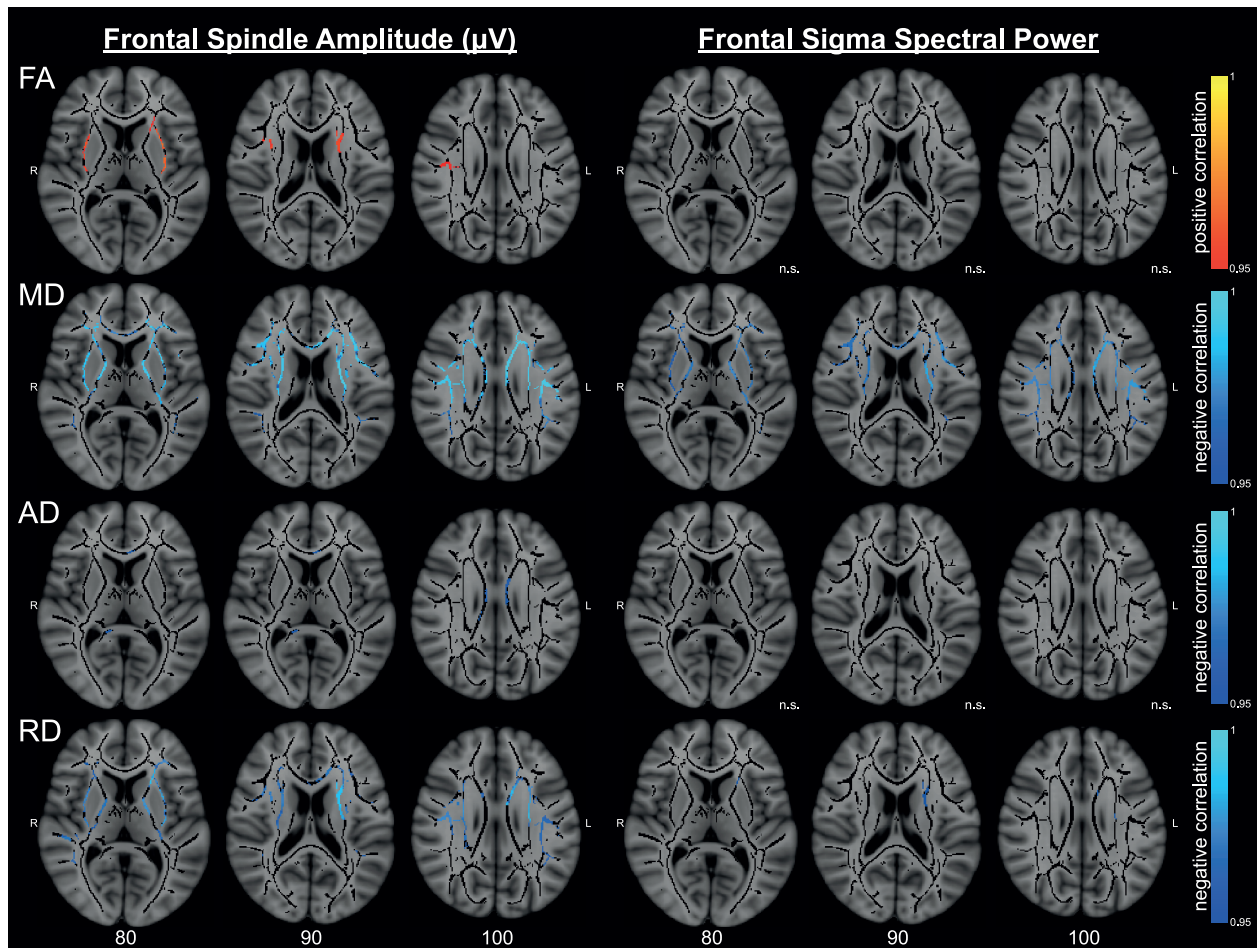 Frontal Spindle Amplitude (µV)
Frontal Sigma Spectral Power
FA
R
L
R
L
n.s.
n.s.
n.s.
1
positive correlation
0.95
MD
R
L
R
L
1
negative correlation
0.95
AD
R
L
R
L
n.s.
n.s.
n.s.
1
negative correlation
0.95
RD
R
L
R
L
1
negative correlation
0.95
80
90
100
80
90
100